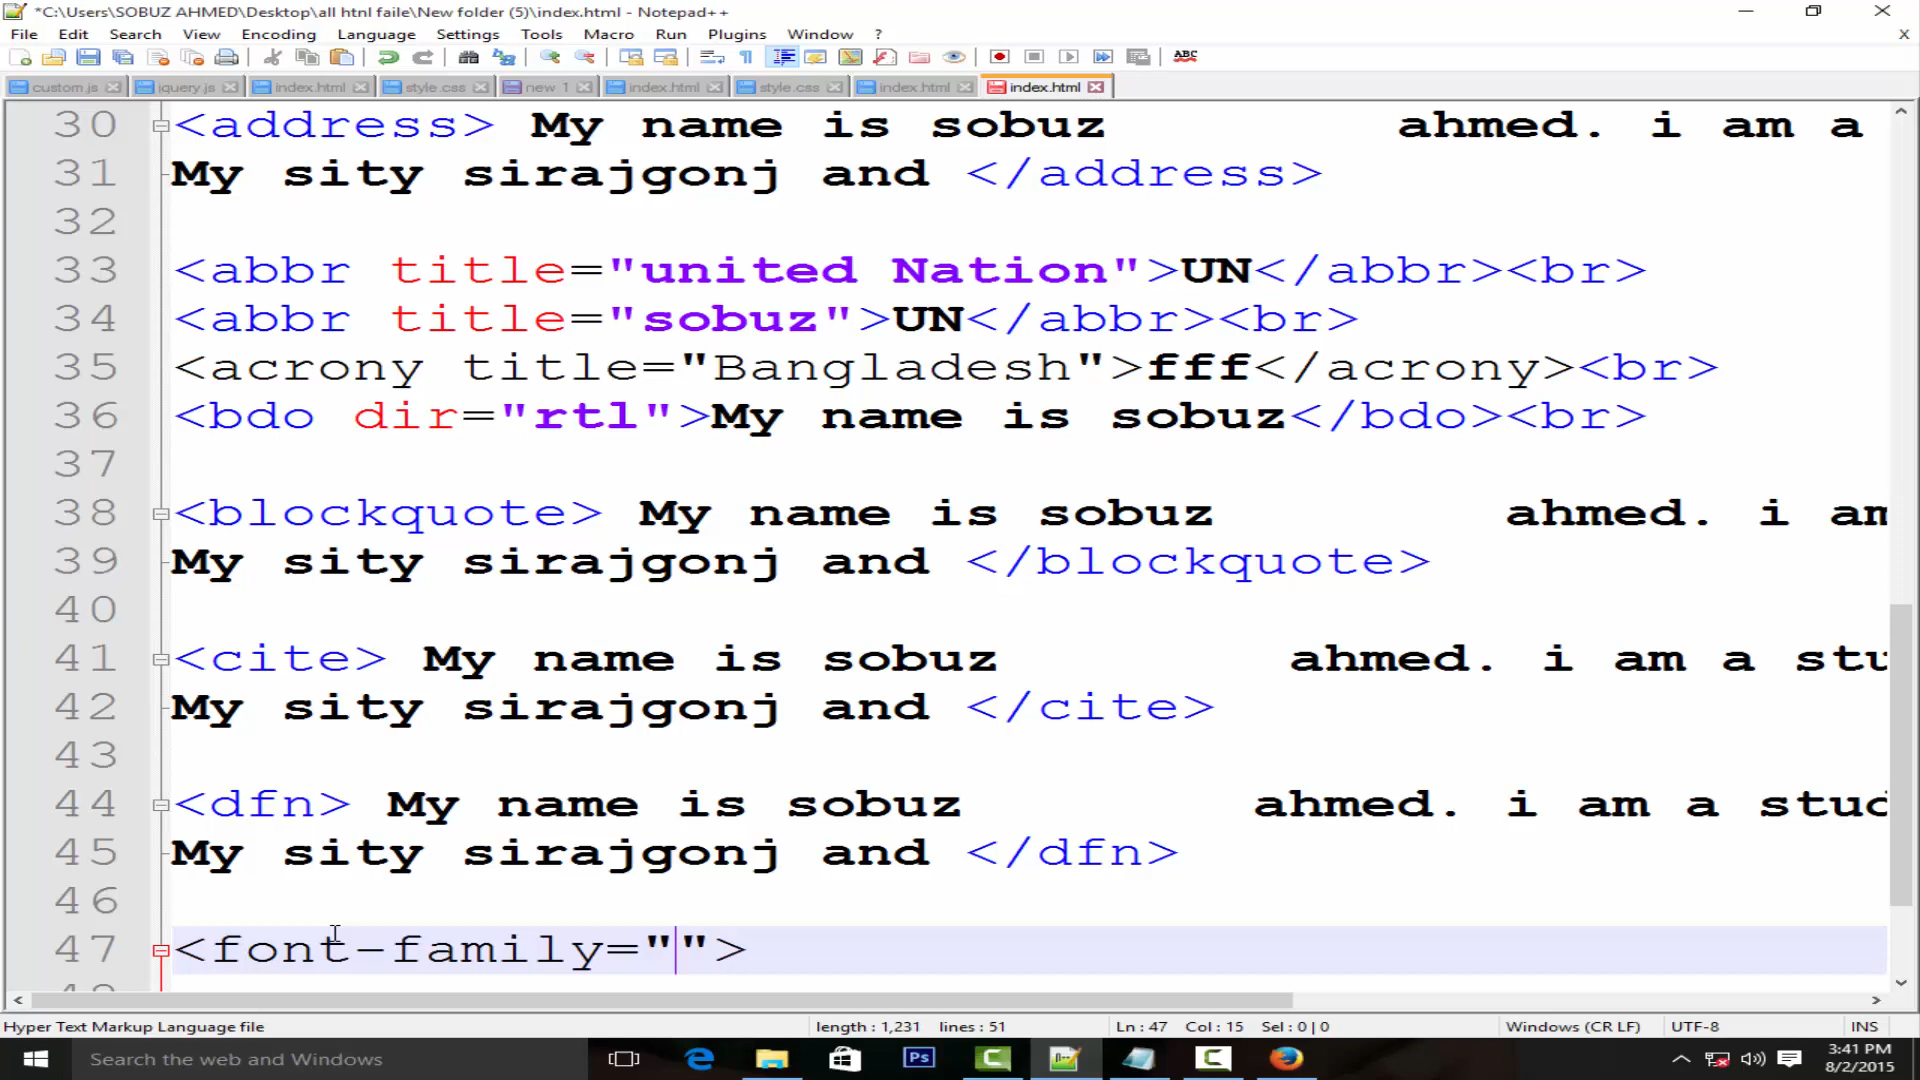 *C:\Users\SOBUZ AHMED\Desktop\all htnl faile\New folder (5)\index.html - Notepad++
File Edit Search View Encoding Language Settings Tools Macro Run Plugins Window ? X
custom.js jquery.js index.html style.css new 1 index.html style.css index.html index.html
30 <address> My name is sobuz ahmed. i am a
31 My sity sirajgonj and </address>
32
33 <abbr title="united Nation">UN</abbr><br>
34 <abbr title="sobuz">UN</abbr><br>
35 <acrony title="Bangladesh">fff</acrony><br>
36 <bdo dir="rtl">My name is sobuz</bdo><br>
37
38 <blockquote> My name is sobuz ahmed. i am
39 My sity sirajgonj and </blockquote>
40
41 <cite> My name is sobuz ahmed. i am a stu
42 My sity sirajgonj and </cite>
43
44 <dfn> My name is sobuz ahmed. i am a stud
45 My sity sirajgonj and </dfn>
46
47 <font-family="">
Hyper Text Markup Language file length : 1,231 lines : 51 Ln : 47 Col : 15 Sel : 0 | 0 Windows (CR LF) UTF-8 INS
Search the web and Windows
3:41 PM
8/2/2015